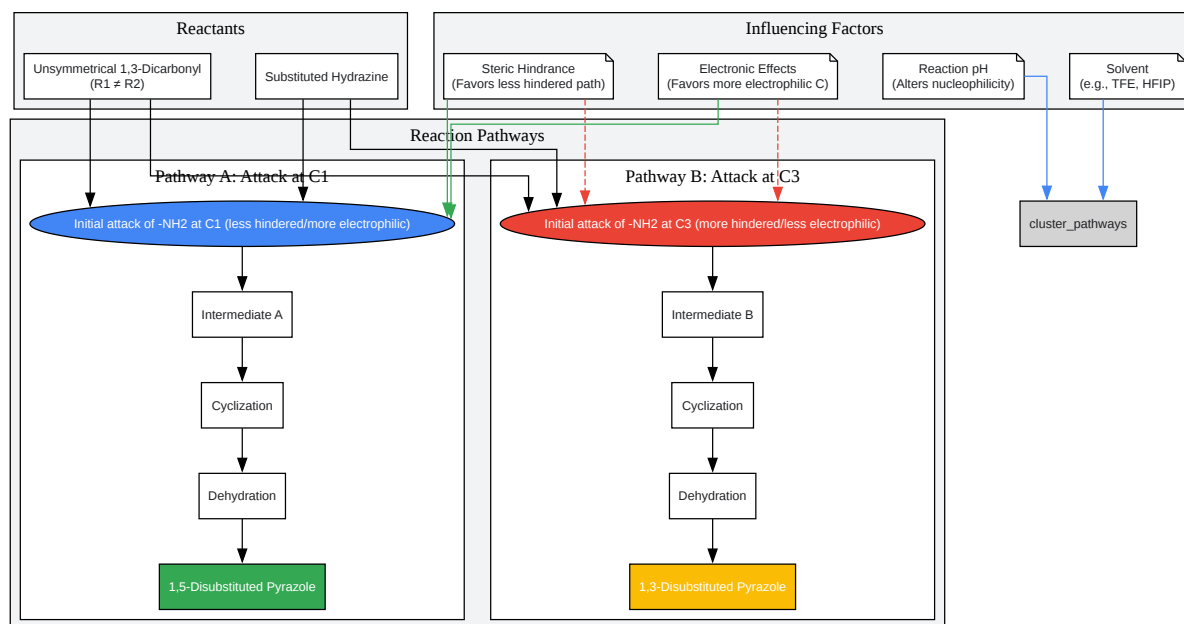 Reactants
Unsymmetrical 1,3-Dicarbonyl
(R1 ≠ R2)
Substituted Hydrazine
Influencing Factors
Steric Hindrance
(Favors less hindered path)
Electronic Effects
(Favors more electrophilic C)
Reaction pH
(Alters nucleophilicity)
Solvent
(e.g., TFE, HFIP)
Reaction Pathways
Pathway A: Attack at C1
Initial attack of -NH2 at C1 (less hindered/more electrophilic)
Intermediate A
Cyclization
Dehydration
1,5-Disubstituted Pyrazole
Pathway B: Attack at C3
Initial attack of -NH2 at C3 (more hindered/less electrophilic)
Intermediate B
Cyclization
Dehydration
1,3-Disubstituted Pyrazole
cluster_pathways